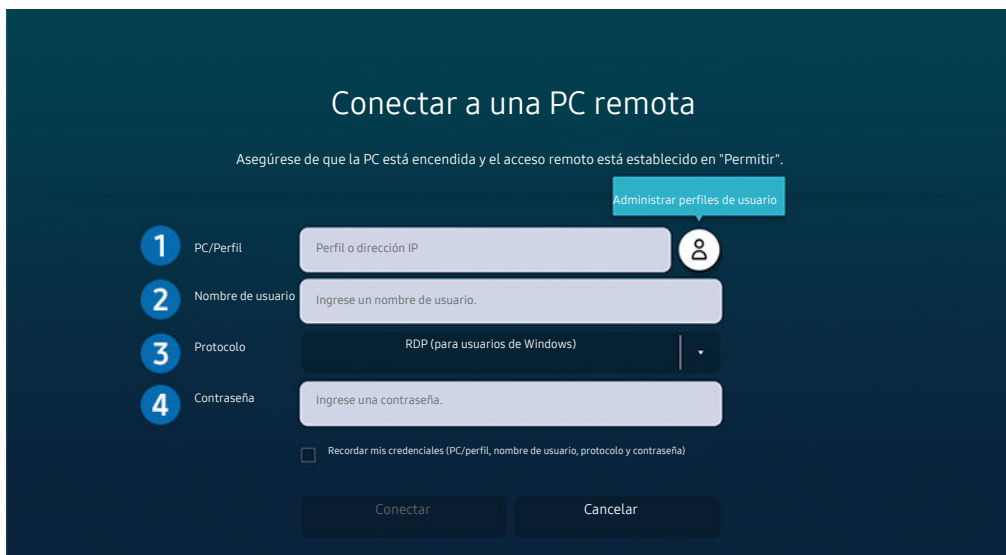 Conectar a una PC remota
Asegúrese de que la PC está encendida y el acceso remoto está establecido en "Permitir".
Administrar perfiles de usuario
1 PC/Perfil Perfil o dirección IP
2 Nombre de usuario Ingrese un nombre de usuario.
3 Protocolo RDP (para usuarios de Windows)
4 Contraseña Ingrese una contraseña.
Recordar mis credenciales (PC/perfil, nombre de usuario, protocolo y contraseña)
Conectar Cancelar